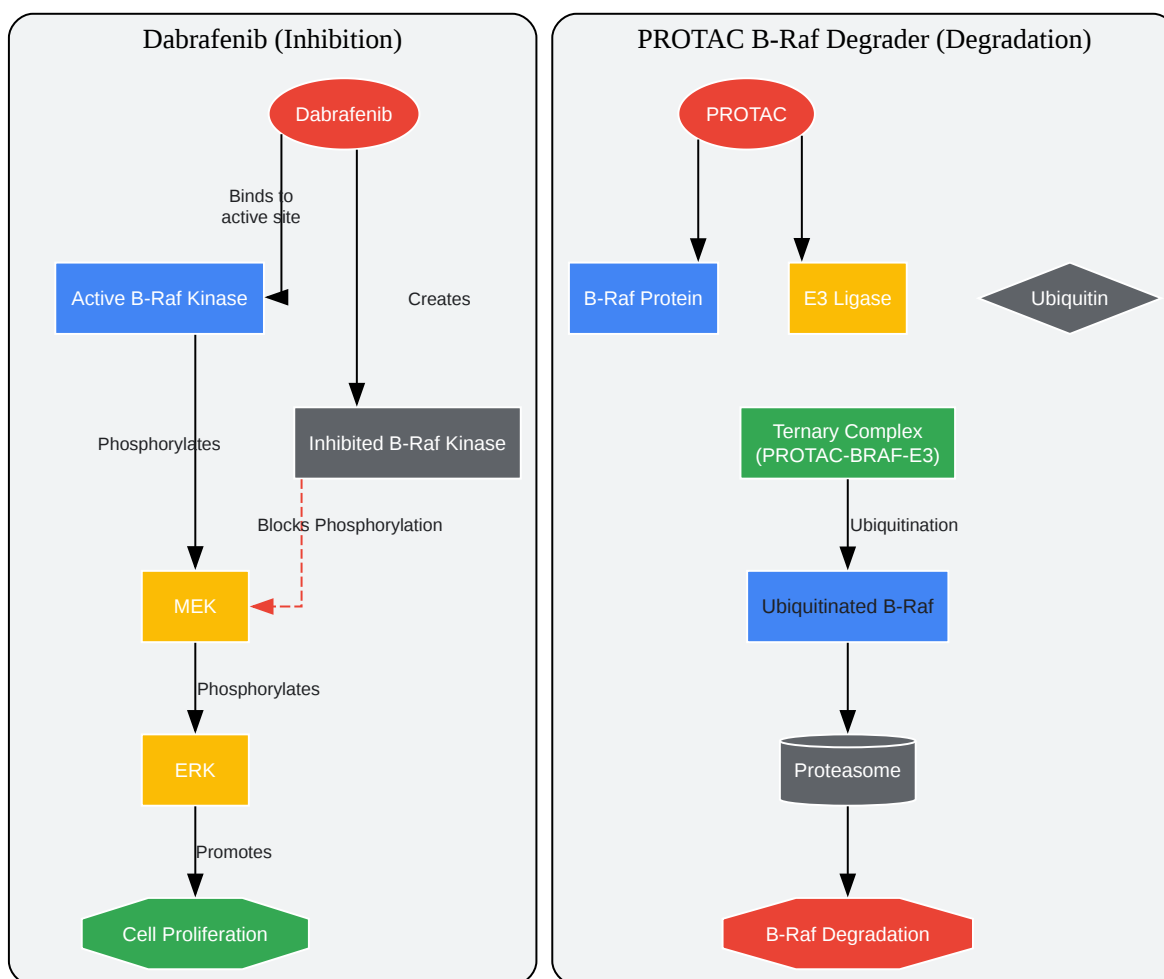 Dabrafenib (Inhibition)
Dabrafenib
Binds to
active site
Active B-Raf Kinase
Creates
Phosphorylates
Inhibited B-Raf Kinase
Blocks Phosphorylation
MEK
Phosphorylates
ERK
Promotes
Cell Proliferation
PROTAC B-Raf Degrader (Degradation)
PROTAC
B-Raf Protein
E3 Ligase
Ubiquitin
Ternary Complex
(PROTAC-BRAF-E3)
Ubiquitination
Ubiquitinated B-Raf
Proteasome
B-Raf Degradation